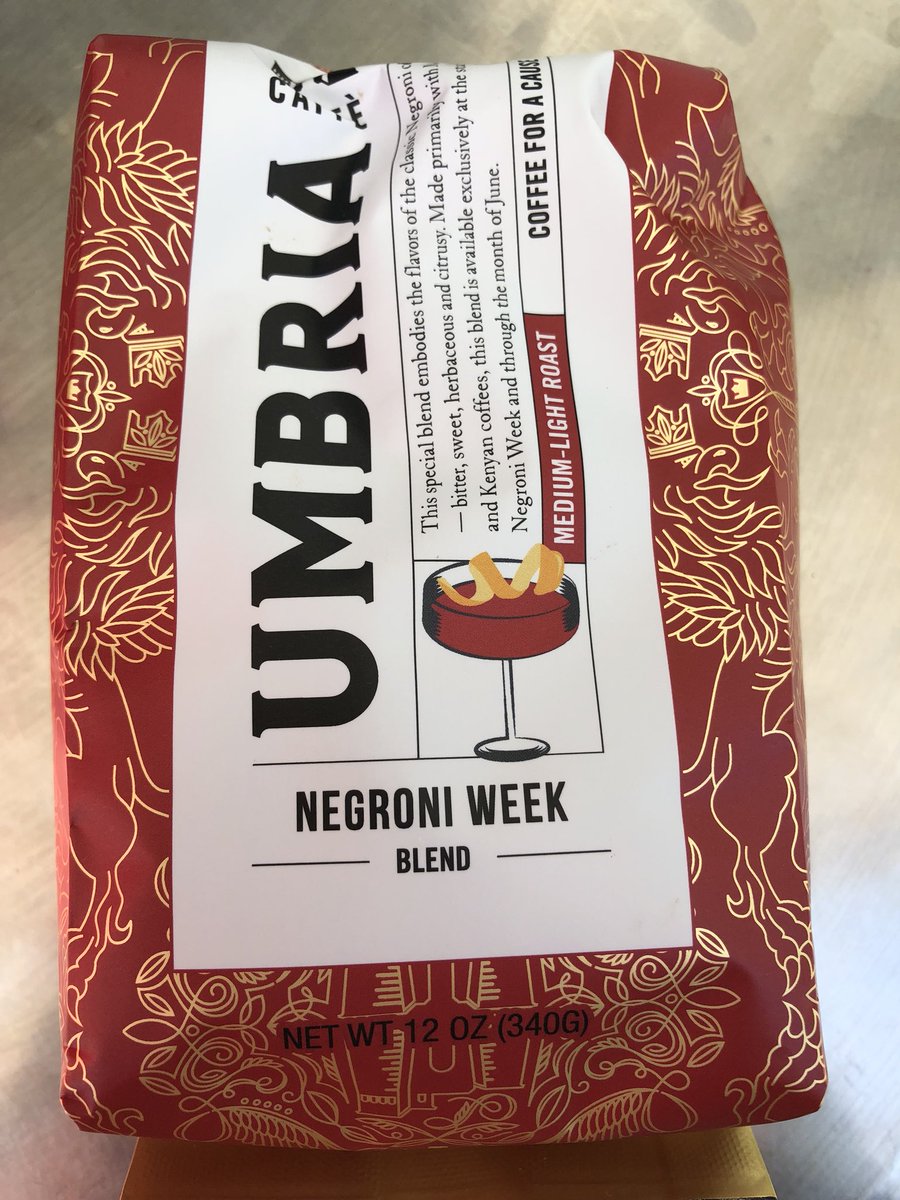 CAFFÈ
UMBRIA
This special blend embodies the flavors of the classic Negroni
— bitter, sweet, herbaceous and citrusy. Made primarily with
and Kenyan coffees, this blend is available exclusively at the
Negroni Week and through the month of June.
COFFEE FOR A CAUSE
MEDIUM-LIGHT ROAST
NEGRONI WEEK
BLEND
NET WT 12 OZ (340G)